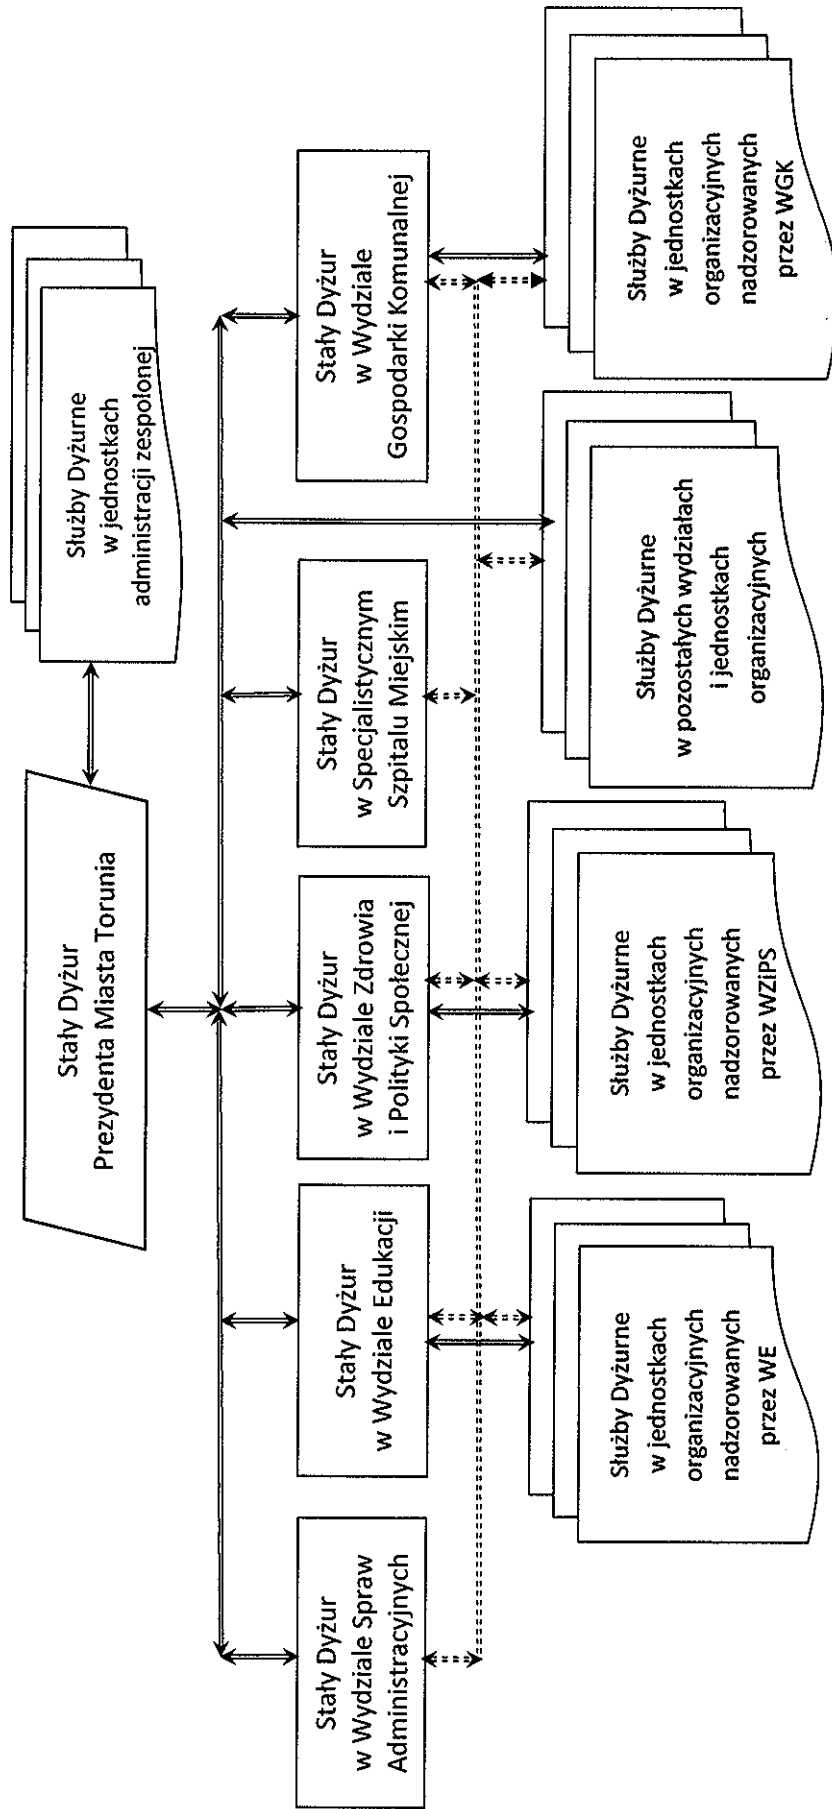 Stały Dyżur
Prezydenta Miasta Torunia
Służby Dyżurne
w jednostkach
administracji zespolonej
Stały Dyżur
w Wydziale Spraw
Administracyjnych
Stały Dyżur
w Wydziale Edukacji
Stały Dyżur
w Wydziale Zdrowia
i Polityki Społecznej
Stały Dyżur
w Specjalistycznym
Szpitalu Miejskim
Stały Dyżur
w Wydziale
Gospodarki Komunalnej
Służby Dyżurne
w jednostkach
organizacyjnych
nadzorowanych
przez WE
Służby Dyżurne
w jednostkach
organizacyjnych
nadzorowanych
przez WZiPS
Służby Dyżurne
w pozostałych wydziałach
i jednostkach
organizacyjnych
Służby Dyżurne
w jednostkach
organizacyjnych
nadzorowanych
przez WGK